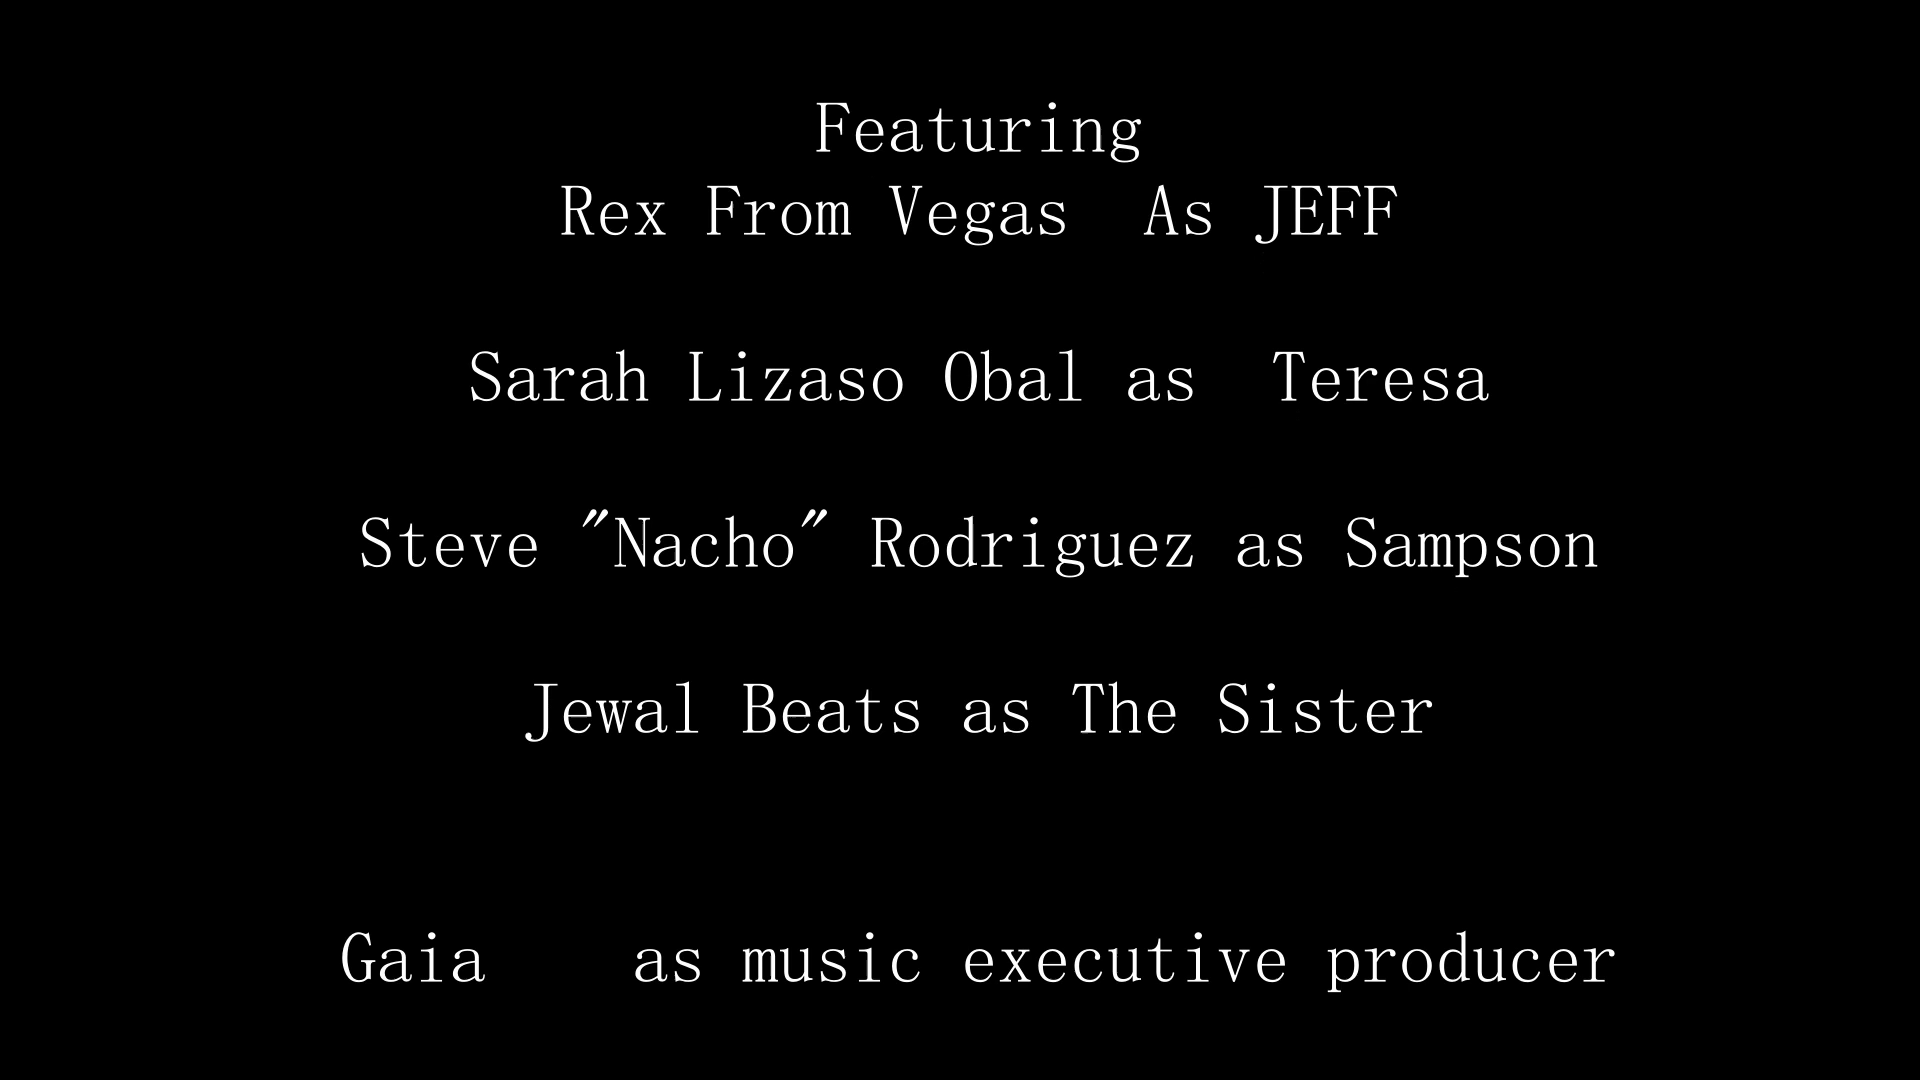 Featuring
Rex From Vegas  As JEFF
Sarah Lizaso Obal as  Teresa
Steve "Nacho" Rodriguez as Sampson
Jewal Beats as The Sister
Gaia    as music executive producer